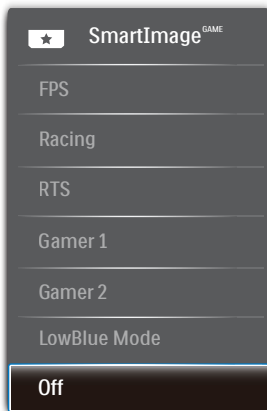 SmartImage GAME
FPS
Racing
RTS
Gamer 1
Gamer 2
LowBlue Mode
Off